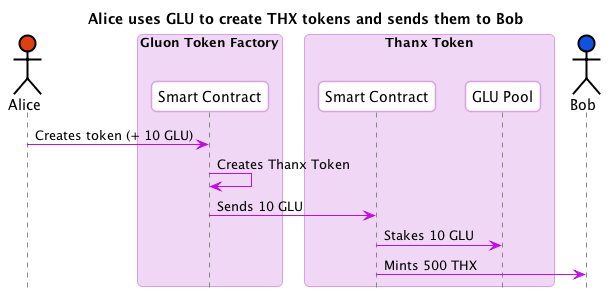 Alice uses GLU to create THX tokens and sends them to Bob
Gluon Token Factory
Thanx Token
Alice
Smart Contract
Smart Contract
GLU Pool
Bob
Creates token (+ 10 GLU)
Creates Thanx Token
Sends 10 GLU
Stakes 10 GLU
Mints 500 THX